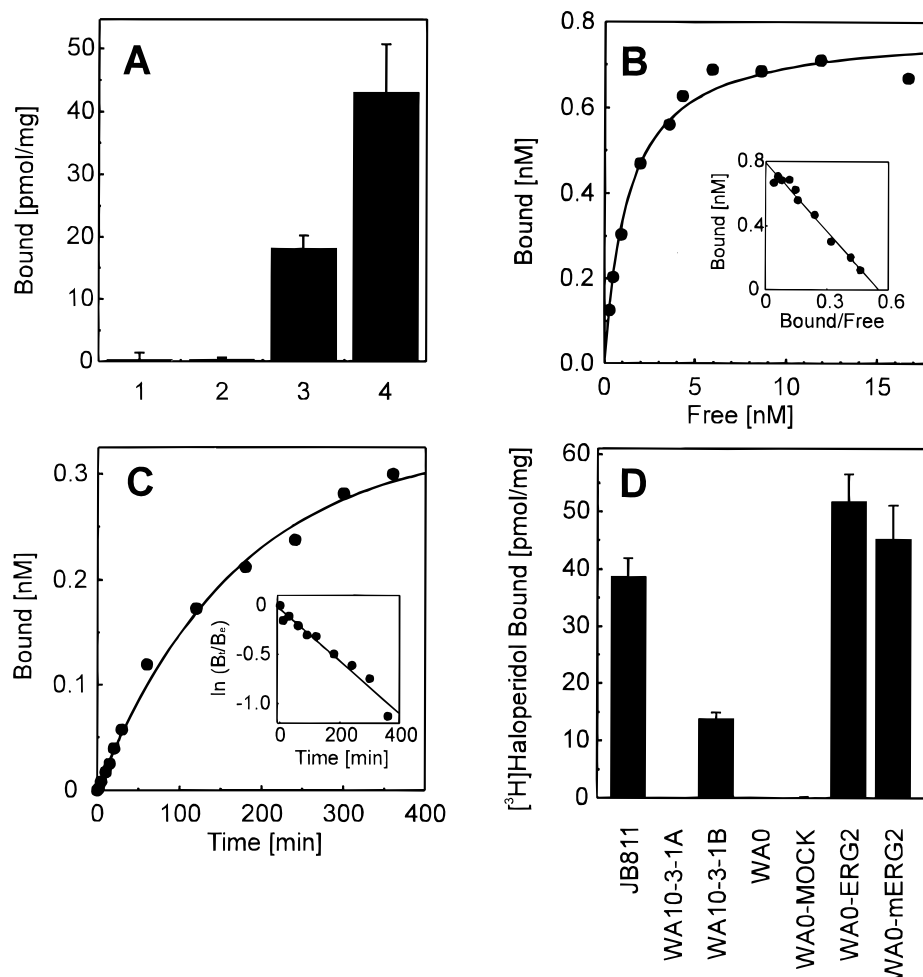 A
Bound [pmol/mg]
50
40
30
20
10
0
1 2 3 4
B
Bound [nM]
0.8
0.6
0.4
0.2
0.0
0 5 10 15
Free [nM]
Bound [nM]
0.8
0.4
0
0 0.3 0.6
Bound/Free
C
Bound [nM]
0.3
0.2
0.1
0
0 100 200 300 400
Time [min]
ln (Bt/Be)
0
-0.5
-1.0
0 200 400
Time [min]
D
[³H]Haloperidol Bound [pmol/mg]
60
50
40
30
20
10
0
JB811
WA10-3-1A
WA10-3-1B
WA0
WA0-MOCK
WA0-ERG2
WA0-mERG2